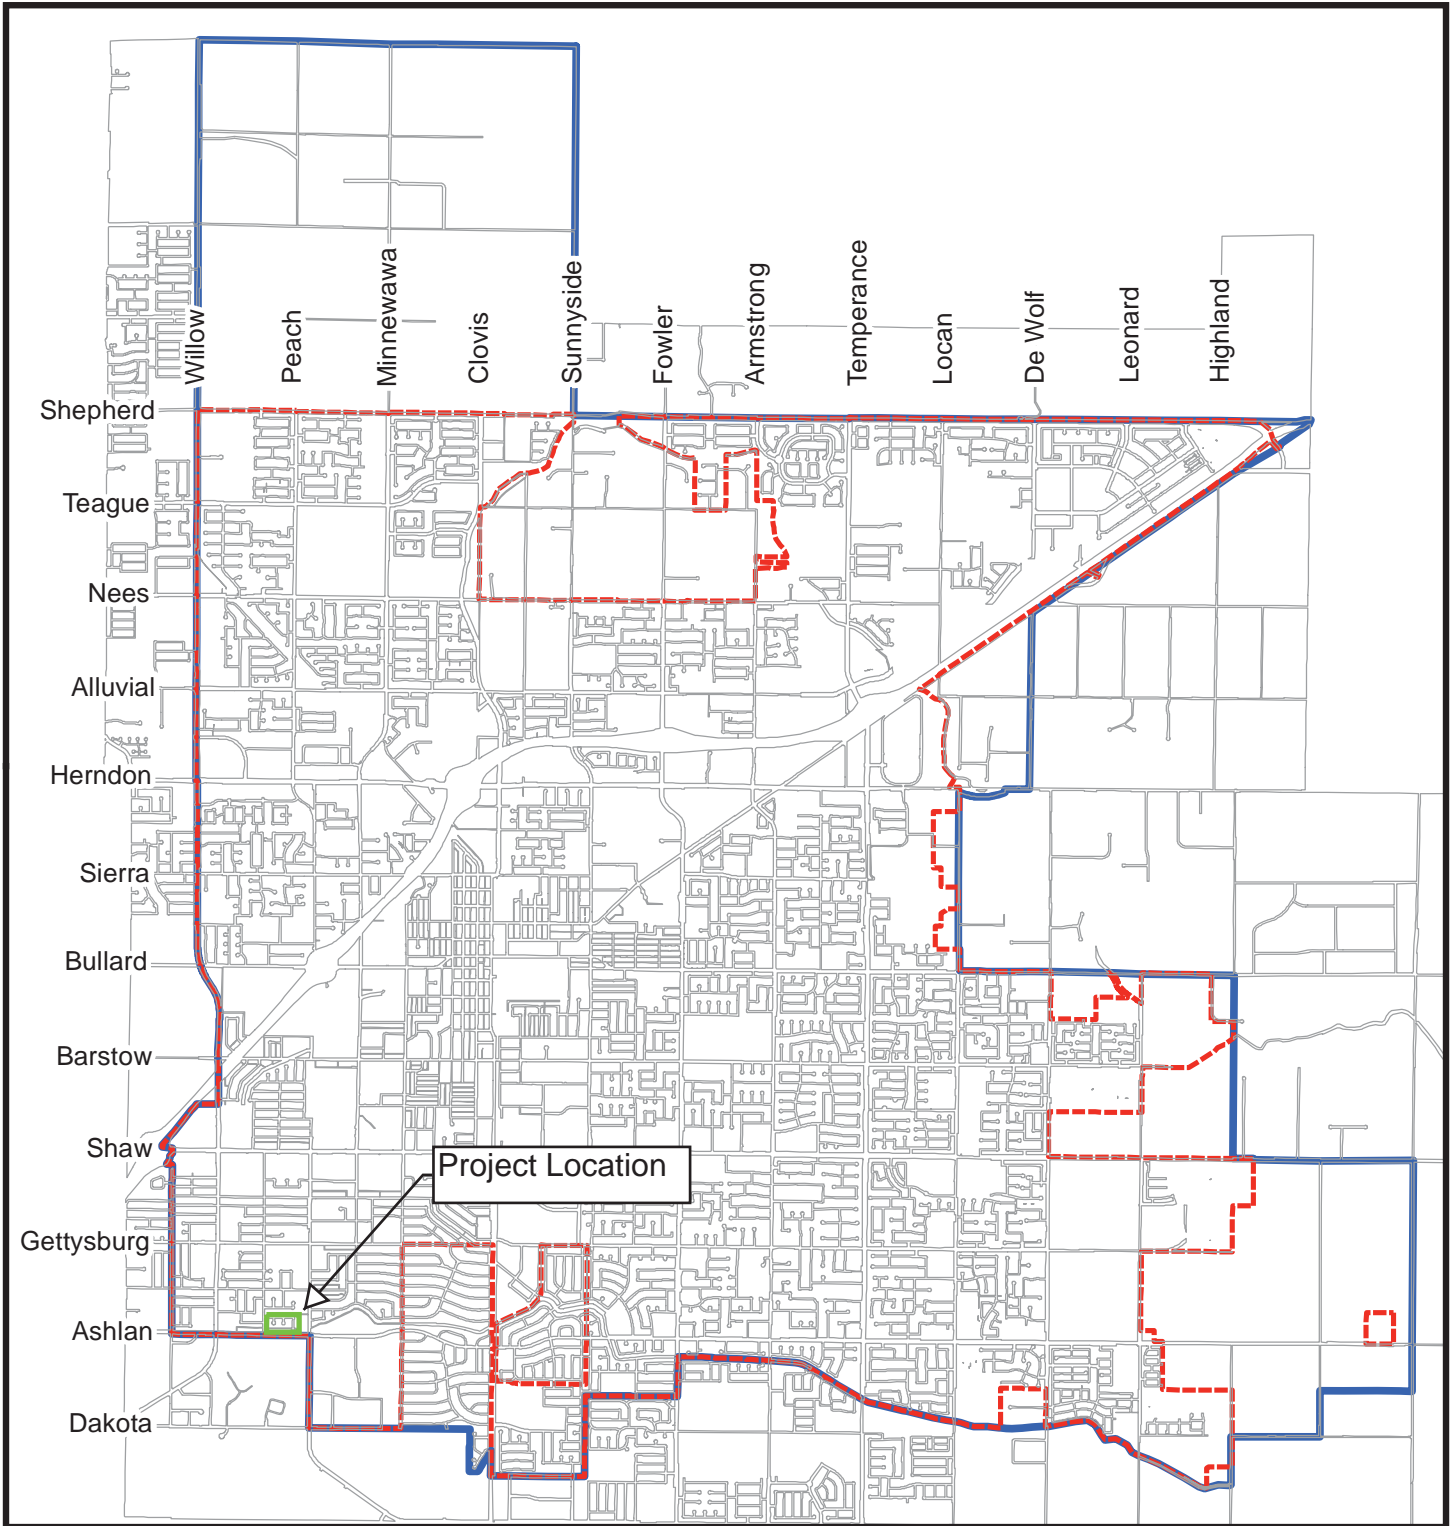 Willow
Peach
Minnewawa
Clovis
Sunnyside
Fowler
Armstrong
Temperance
Locan
De Wolf
Leonard
Highland
Shepherd
Teague
Nees
Alluvial
Herndon
Sierra
Bullard
Barstow
Shaw
Project Location
Gettysburg
Ashlan
Dakota